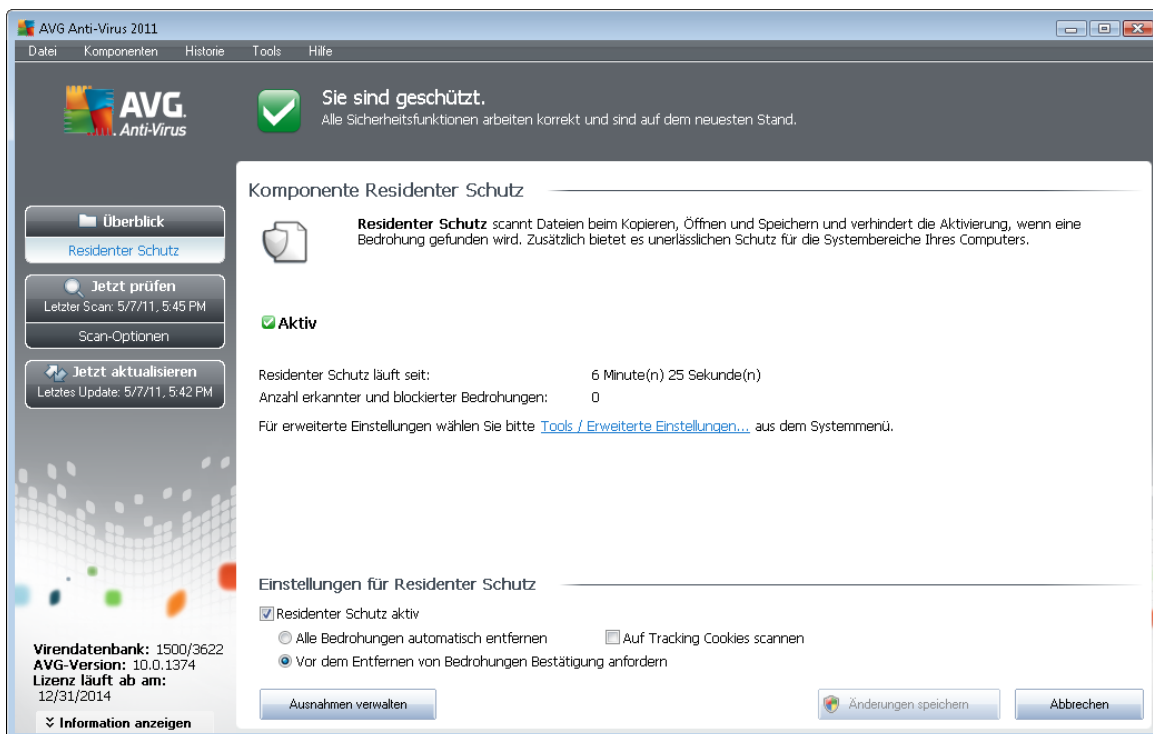 AVG Anti-Virus 2011
Datei Komponenten Historie Tools Hilfe
AVG.
Anti-Virus
Sie sind geschützt.
Alle Sicherheitsfunktionen arbeiten korrekt und sind auf dem neuesten Stand.
Überblick
Residenter Schutz
Jetzt prüfen
Letzter Scan: 5/7/11, 5:45 PM
Scan-Optionen
Jetzt aktualisieren
Letztes Update: 5/7/11, 5:42 PM
Virendatenbank: 1500/3622
AVG-Version: 10.0.1374
Lizenz läuft ab am:
12/31/2014
Information anzeigen
Komponente Residenter Schutz
Residenter Schutz scannt Dateien beim Kopieren, Öffnen und Speichern und verhindert die Aktivierung, wenn eine
Bedrohung gefunden wird. Zusätzlich bietet es unerlässlichen Schutz für die Systembereiche Ihres Computers.
Aktiv
Residenter Schutz läuft seit: 6 Minute(n) 25 Sekunde(n)
Anzahl erkannter und blockierter Bedrohungen: 0
Für erweiterte Einstellungen wählen Sie bitte Tools / Erweiterte Einstellungen... aus dem Systemmenü.
Einstellungen für Residenter Schutz
Residenter Schutz aktiv
Alle Bedrohungen automatisch entfernen Auf Tracking Cookies scannen
Vor dem Entfernen von Bedrohungen Bestätigung anfordern
Ausnahmen verwalten Änderungen speichern Abbrechen